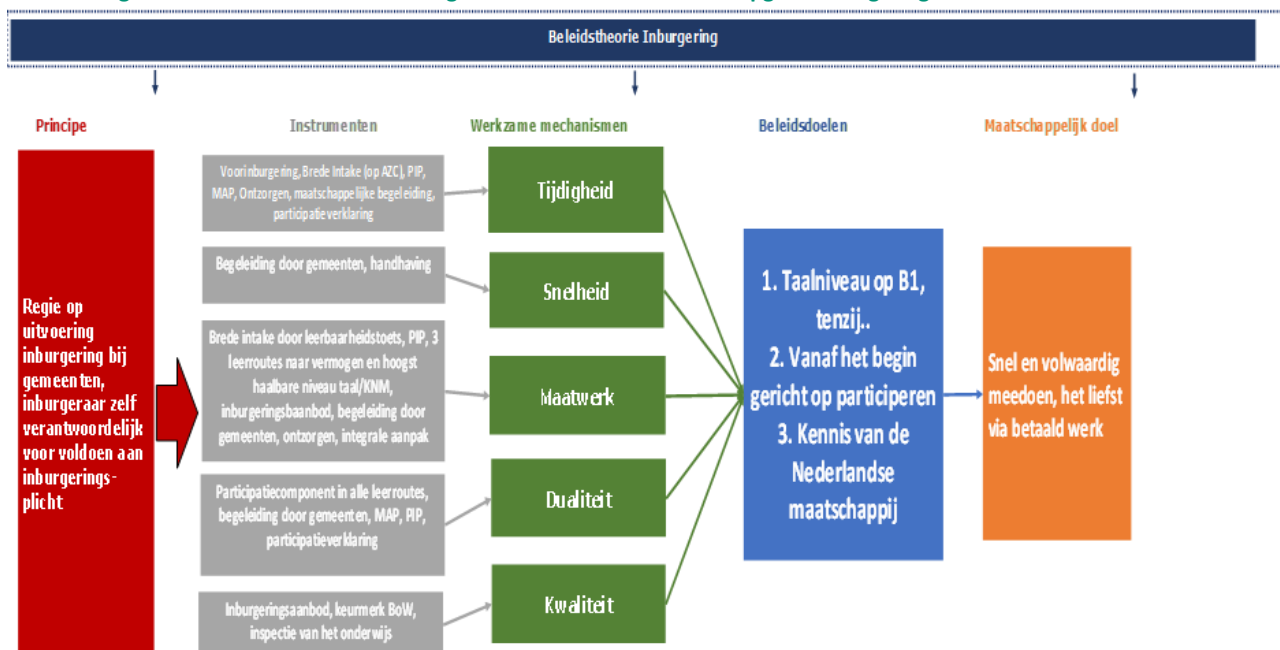 Beleidstheorie Inburgering
Principe
Instrumenten
Werkzame mechanismen
Beleidsdoelen
Maatschappelijk doel
Regie op
uitvoering
inburgering bij
gemeenten,
inburgeraar zelf
verantwoordelijk
voor voldoen aan
inburgerings-
plicht
Voorinburgering, Brede Intake (op AZC), PIP,
MAP, Ontzorgen, maatschappelijke begeleiding,
participatieverklaring
Tijdigheid
Begeleiding door gemeenten, handhaving
Snelheid
Brede intake door leerbaarheidstoets, PIP, 3
leerroutes naar vermogen en hoogst
haalbare niveau taal/KNM,
inburgeringsbaanbod, begeleiding door
gemeenten, ontzorgen, integrale aanpak
Maatwerk
Participatiecomponent in alle leerroutes,
begeleiding door gemeenten, MAP, PIP,
participatieverklaring
Dualiteit
Inburgeringsaanbod, keurmerk BoW,
inspectie van het onderwijs
Kwaliteit
1. Taalniveau op B1,
tenzij..
2. Vanaf het begin
gericht op participeren
3. Kennis van de
Nederlandse
maatschappij
Snel en volwaardig
meedoen, het liefst
via betaald werk